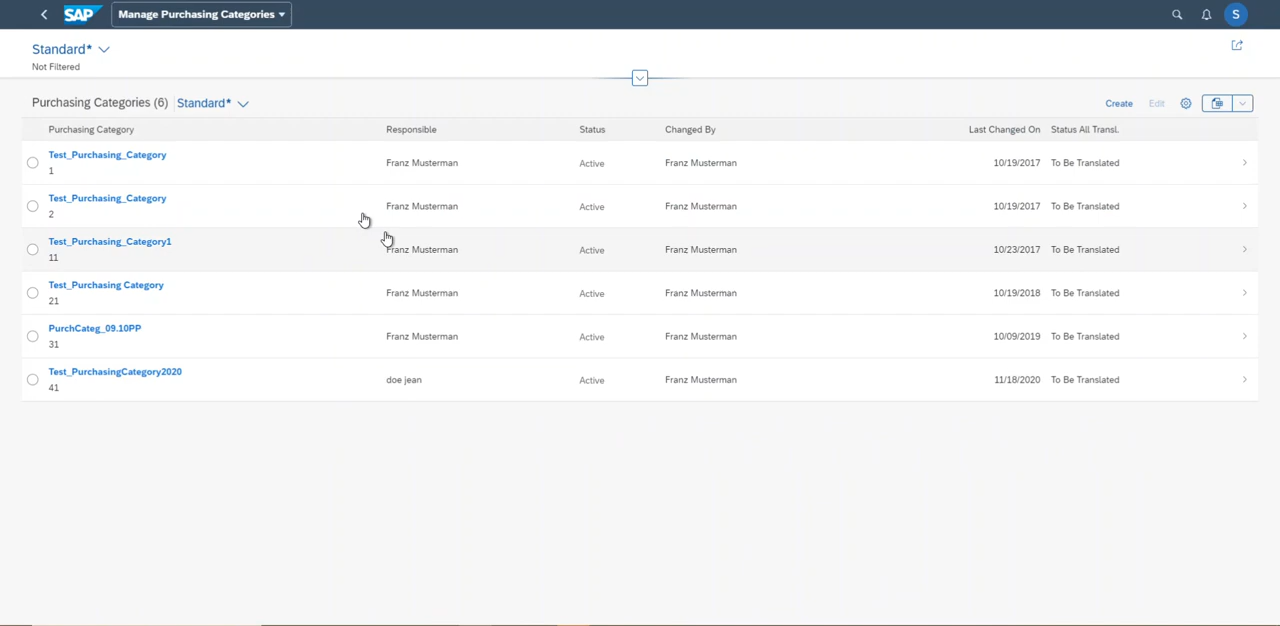 SAP Manage Purchasing Categories S
Standard*
Not Filtered
Purchasing Categories (6) Standard* Create Edit
Purchasing Category Responsible Status Changed By Last Changed On Status All Transl.
Test_Purchasing_Category
1 Franz Musterman Active Franz Musterman 10/19/2017 To Be Translated
Test_Purchasing_Category
2 Franz Musterman Active Franz Musterman 10/19/2017 To Be Translated
Test_Purchasing_Category1
11 Franz Musterman Active Franz Musterman 10/23/2017 To Be Translated
Test_Purchasing Category
21 Franz Musterman Active Franz Musterman 10/19/2018 To Be Translated
PurchCateg_09.10PP
31 Franz Musterman Active Franz Musterman 10/09/2019 To Be Translated
Test_PurchasingCategory2020
41 doe jean Active Franz Musterman 11/18/2020 To Be Translated